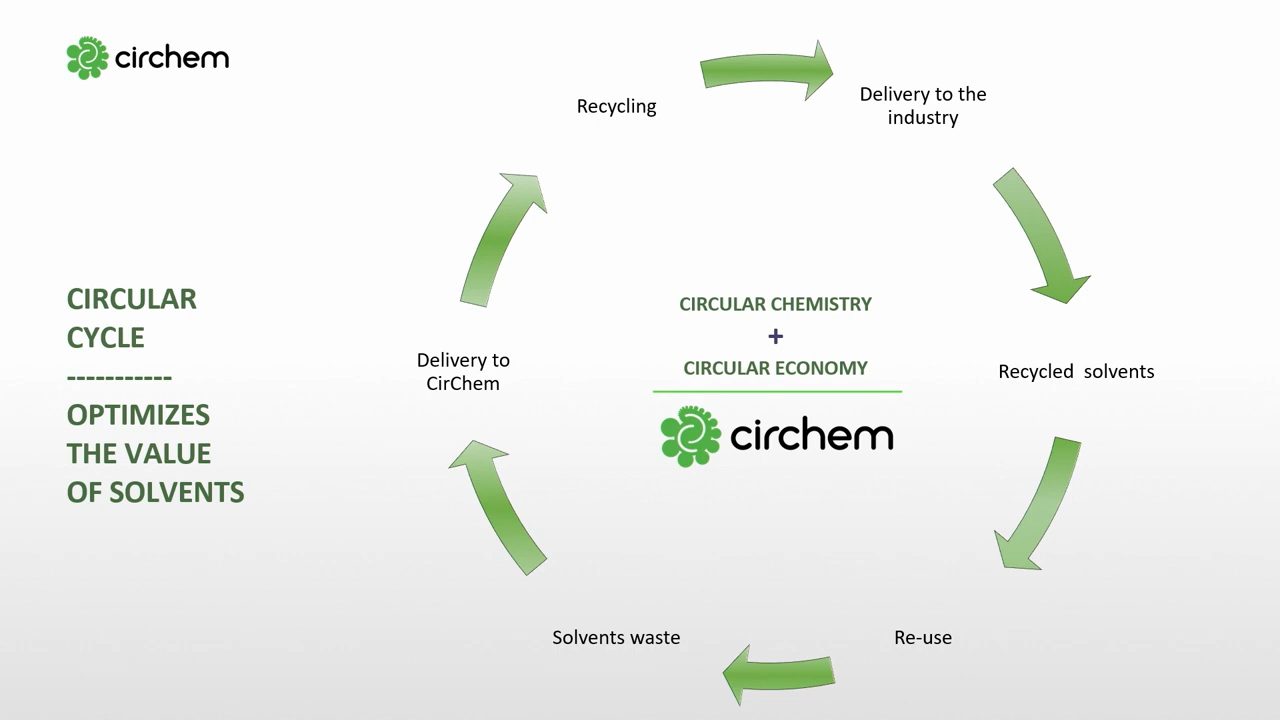 circhem
Recycling
Delivery to the
industry
CIRCULAR
CYCLE
-----------
OPTIMIZES
THE VALUE
OF SOLVENTS
Delivery to
CirChem
CIRCULAR CHEMISTRY
+
CIRCULAR ECONOMY
circhem
Recycled  solvents
Solvents waste
Re-use